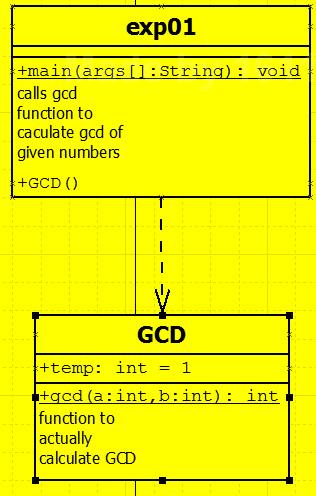 exp01
+main(args[]:String): void
calls gcd
function to
caculate gcd of
given numbers
+GCD()
GCD
+temp: int = 1
+gcd(a:int,b:int): int
function to
actually
calculate GCD